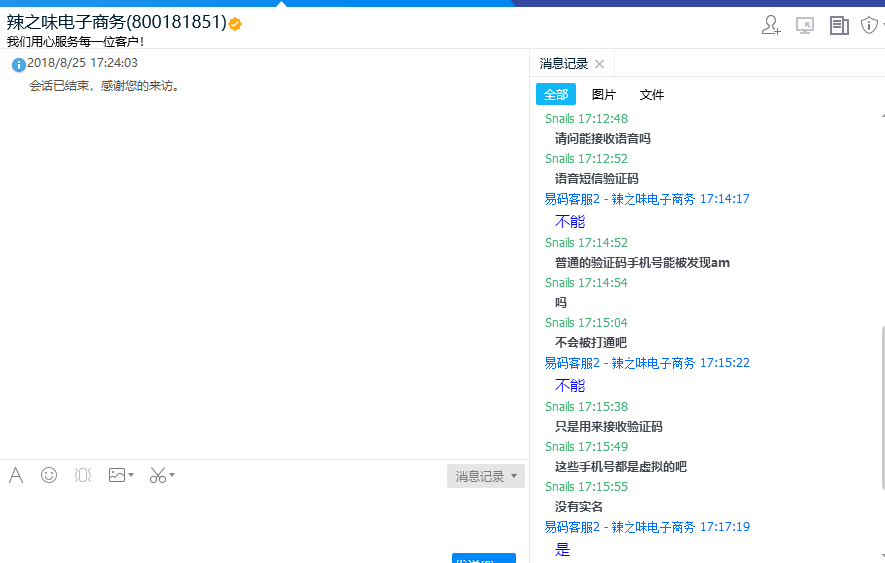 辣之味电子商务(800181851)
我们用心服务每一位客户!
2018/8/25 17:24:03
会话已结束，感谢您的来访。
消息记录
消息记录
全部 图片 文件
Snails 17:12:48
请问能接收语音吗
Snails 17:12:52
语音短信验证码
易码客服2 - 辣之味电子商务 17:14:17
不能
Snails 17:14:52
普通的验证码手机号能被发现am
Snails 17:14:54
吗
Snails 17:15:04
不会被打通吧
易码客服2 - 辣之味电子商务 17:15:22
不能
Snails 17:15:38
只是用来接收验证码
Snails 17:15:49
这些手机号都是虚拟的吧
Snails 17:15:55
没有实名
易码客服2 - 辣之味电子商务 17:17:19
是